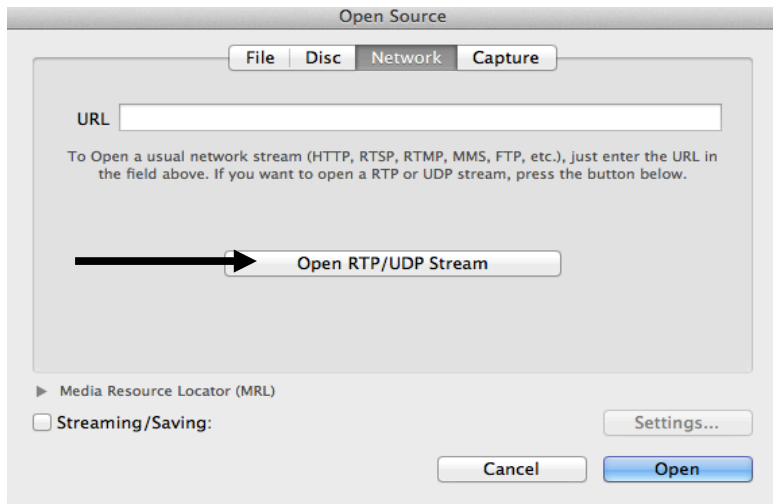 Open Source
File Disc Network Capture
URL
To Open a usual network stream (HTTP, RTSP, RTMP, MMS, FTP, etc.), just enter the URL in
the field above. If you want to open a RTP or UDP stream, press the button below.
Open RTP/UDP Stream
Media Resource Locator (MRL)
Streaming/Saving:
Settings...
Cancel
Open